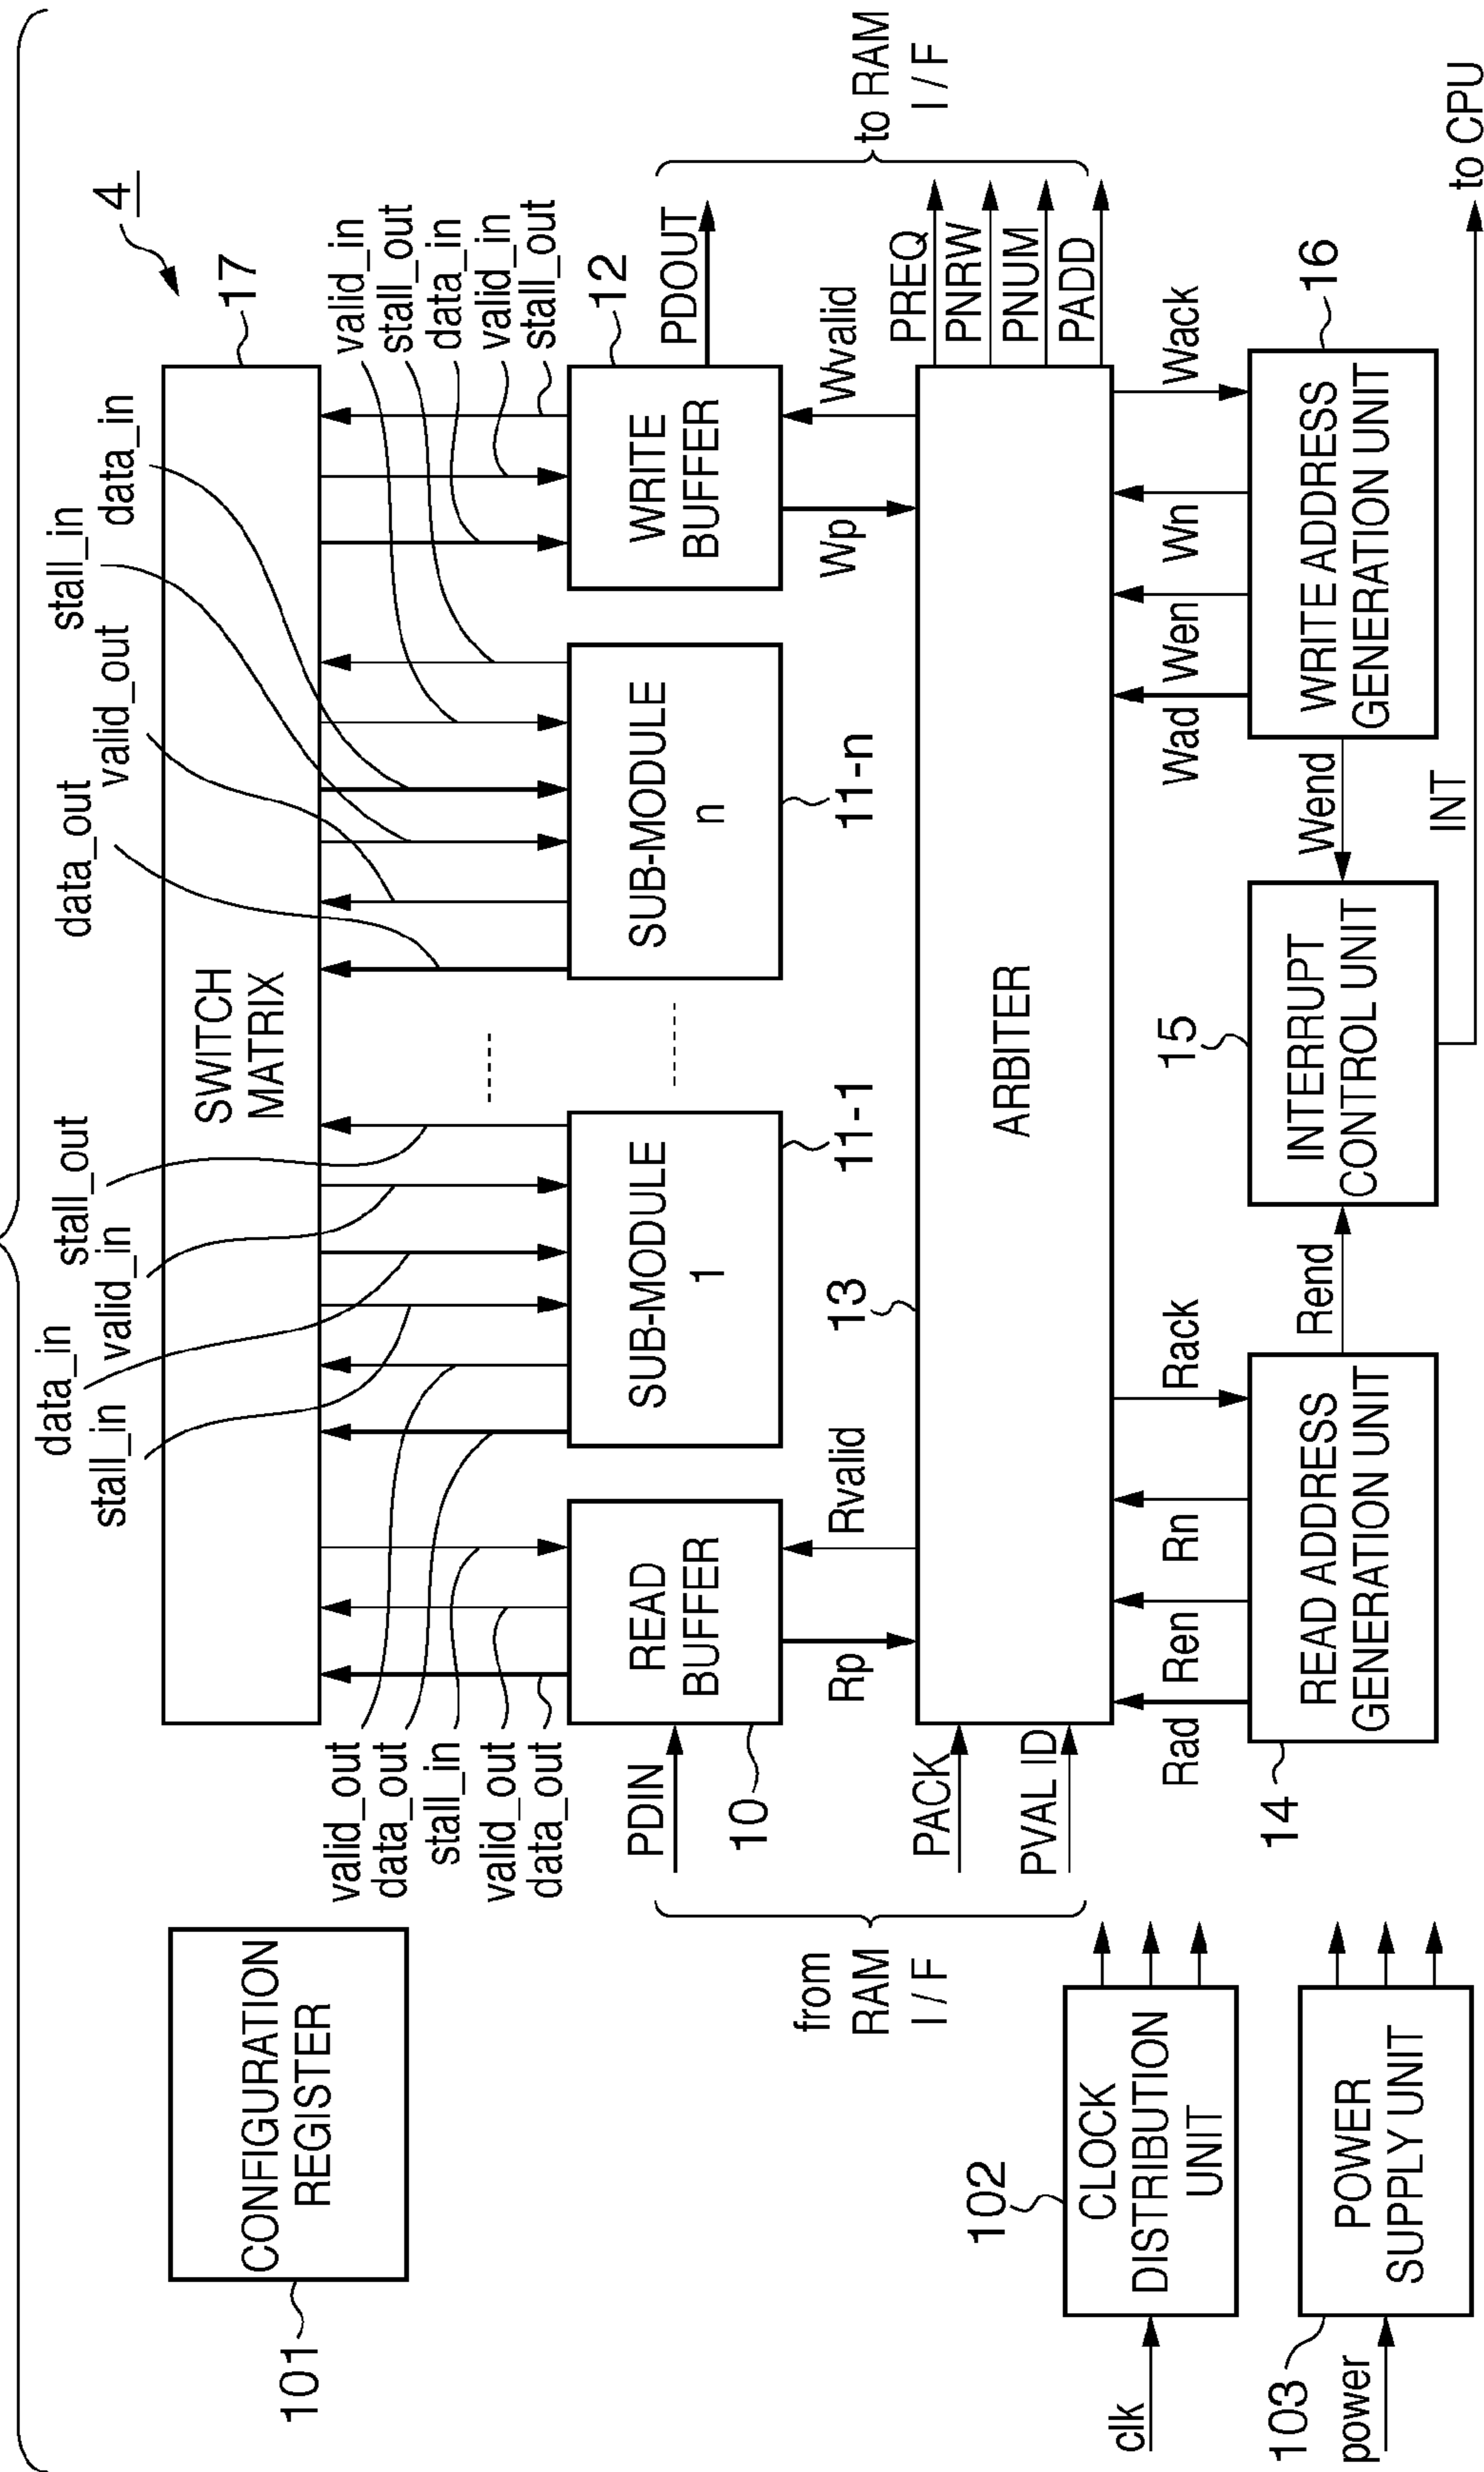 4
CONFIGURATION
REGISTER
101
SWITCH
MATRIX
17
data_in
stall_in
stall_out
valid_in
data_out
valid_out
stall_in
data_in
valid_out
data_out
stall_in
valid_out
data_out
valid_in
stall_out
data_in
valid_in
stall_out
PDIN
READ
BUFFER
10
SUB-MODULE
1
11-1
SUB-MODULE
n
11-n
WRITE
BUFFER
12
PDOUT
from
RAM
I / F
to RAM
I / F
Rp
Rvalid
13
Wp
Wvalid
PACK
PVAL ID
ARBITER
PREQ
PNRW
PNUM
PADD
Rad
Ren
Rn
Rack
Wad
Wen
Wn
Wack
14
READ ADDRESS
GENERATION UNIT
Rend
15
INTERRUPT
CONTROL UNIT
Wend
WRITE ADDRESS
GENERATION UNIT
16
INT
to CPU
102
clk
CLOCK
DISTRIBUTION
UNIT
103
power
POWER
SUPPLY UNIT